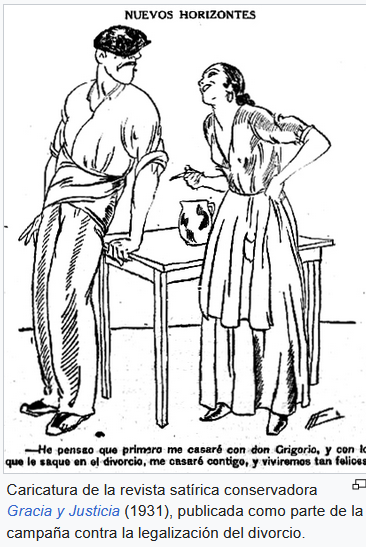 NUEVOS HORIZONTES
—He pensao que primero me casaré con don Grigorio, y con lo
que le saque en el divorcio, me casaré contigo, y viviremos tan felices
Caricatura de la revista satírica conservadora
Gracia y Justicia (1931), publicada como parte de la
campaña contra la legalización del divorcio.